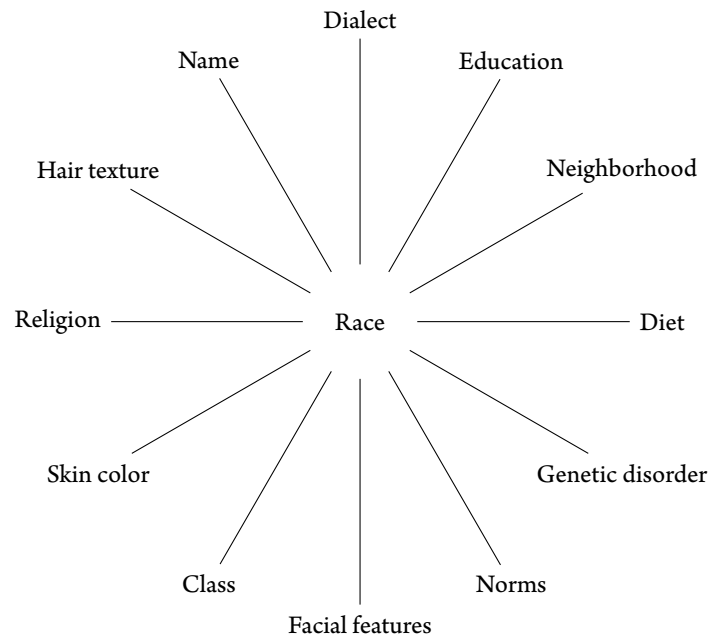 Dialect
Name
Education
Hair texture
Neighborhood
Religion
Race
Diet
Skin color
Genetic disorder
Class
Norms
Facial features